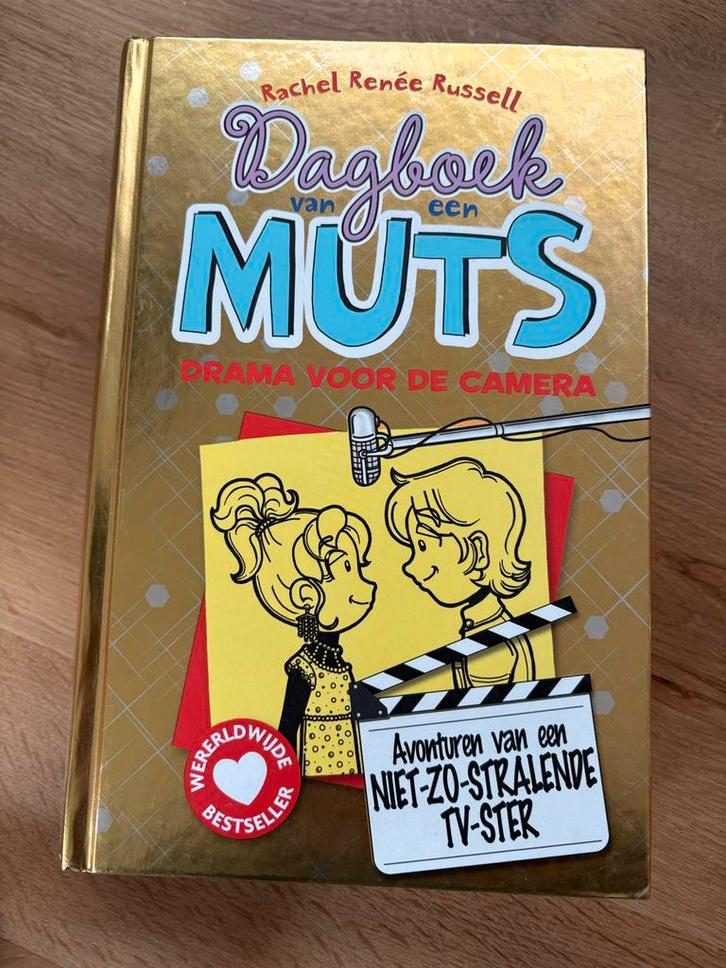 Rachel Renée Russell
Dagboek
van een
MUTS
DRAMA VOOR DE CAMERA
WERERLDWIJDE
BESTSELLER
Avonturen van een
NIET-ZO-STRALENDE
TV-STER